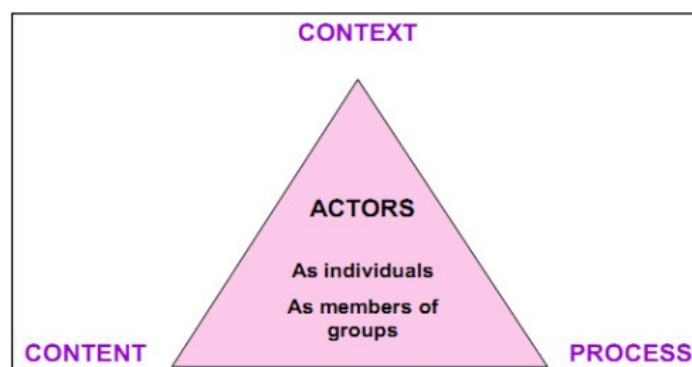 CONTEXT
ACTORS
As individuals
As members of
groups
CONTENT
PROCESS